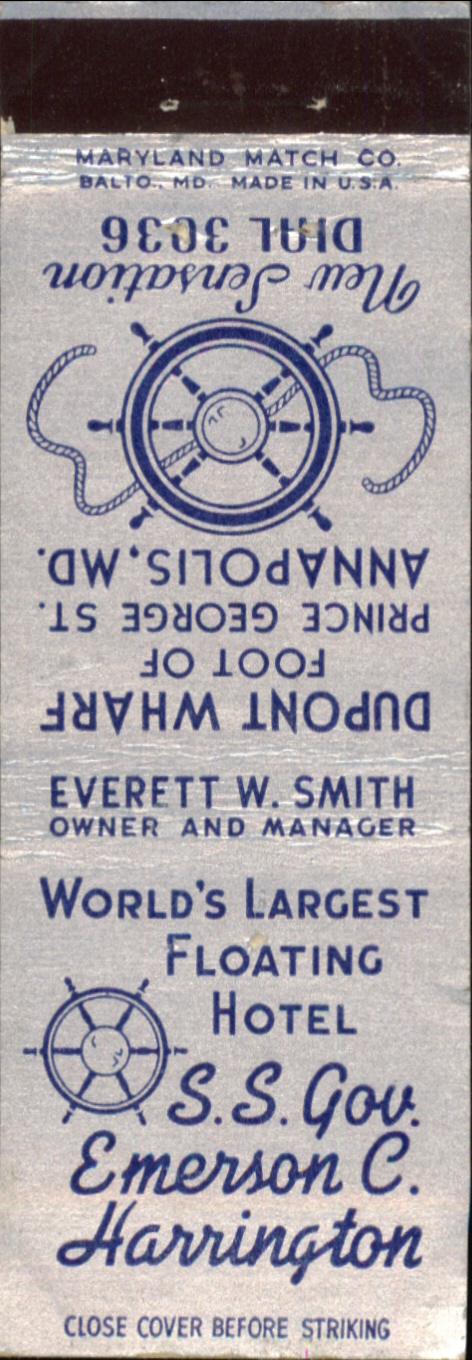 MARYLAND MATCH CO.
BALTO., MD. MADE IN U.S.A.
DUPONT WHARF
FOOT OF
PRINCE GEORGE ST.
ANNAPOLIS, MD.
New Sensation
DIAL 3036
EVERETT W. SMITH
OWNER AND MANAGER
WORLD'S LARGEST
FLOATING
HOTEL
S.S. Gov.
Emerson C.
Harrington
CLOSE COVER BEFORE STRIKING